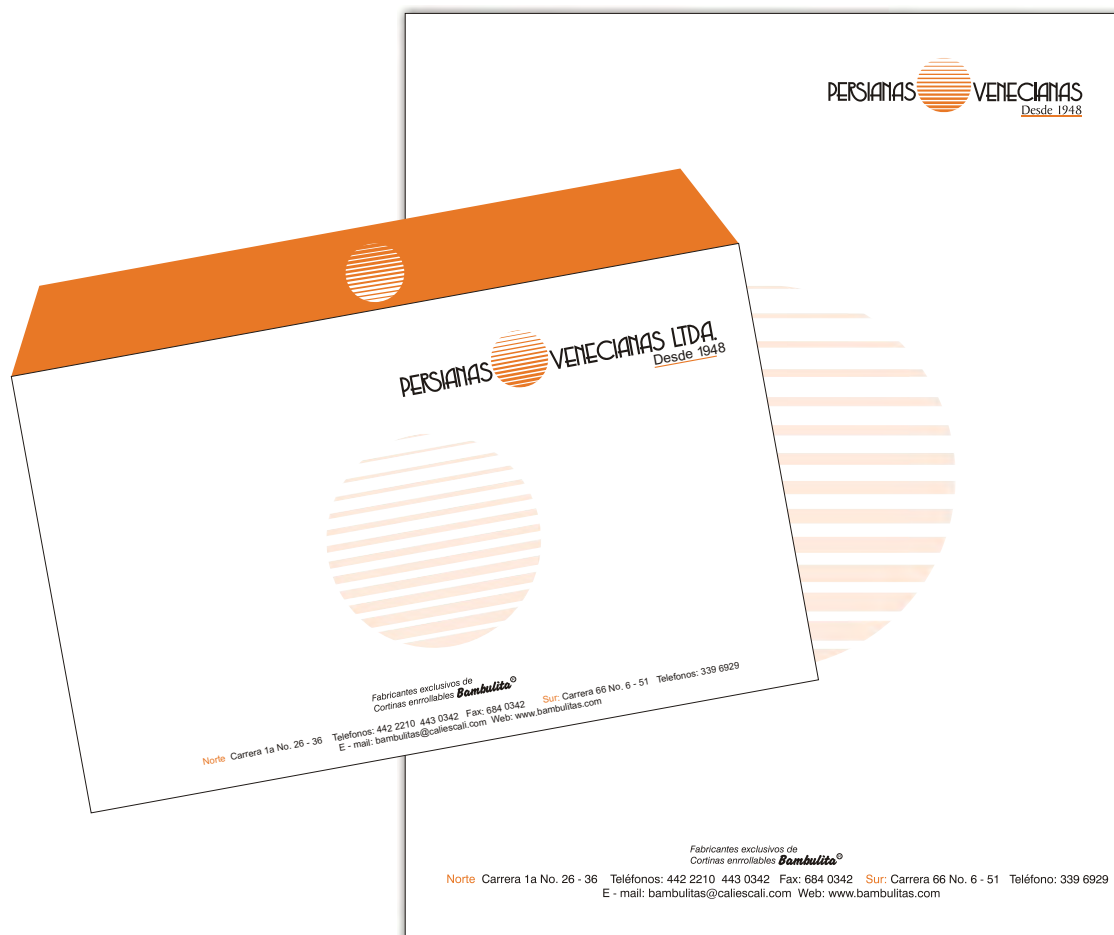 PERSIANAS VENECIANAS
Desde 1948
PERSIANAS VENECIANAS LTDA.
Desde 1948
Fabricantes exclusivos de
Cortinas enrrollables Bambulita®
Norte Carrera 1a No. 26 - 36 Telefonos: 442 2210 443 0342 Fax: 684 0342 Sur: Carrera 66 No. 6 - 51 Telefonos: 339 6929
E - mail: bambulitas@caliescali.com Web: www.bambulitas.com
Fabricantes exclusivos de
Cortinas enrrollables Bambulita®
Norte Carrera 1a No. 26 - 36 Teléfonos: 442 2210 443 0342 Fax: 684 0342 Sur: Carrera 66 No. 6 - 51 Teléfono: 339 6929
E - mail: bambulitas@caliescali.com Web: www.bambulitas.com